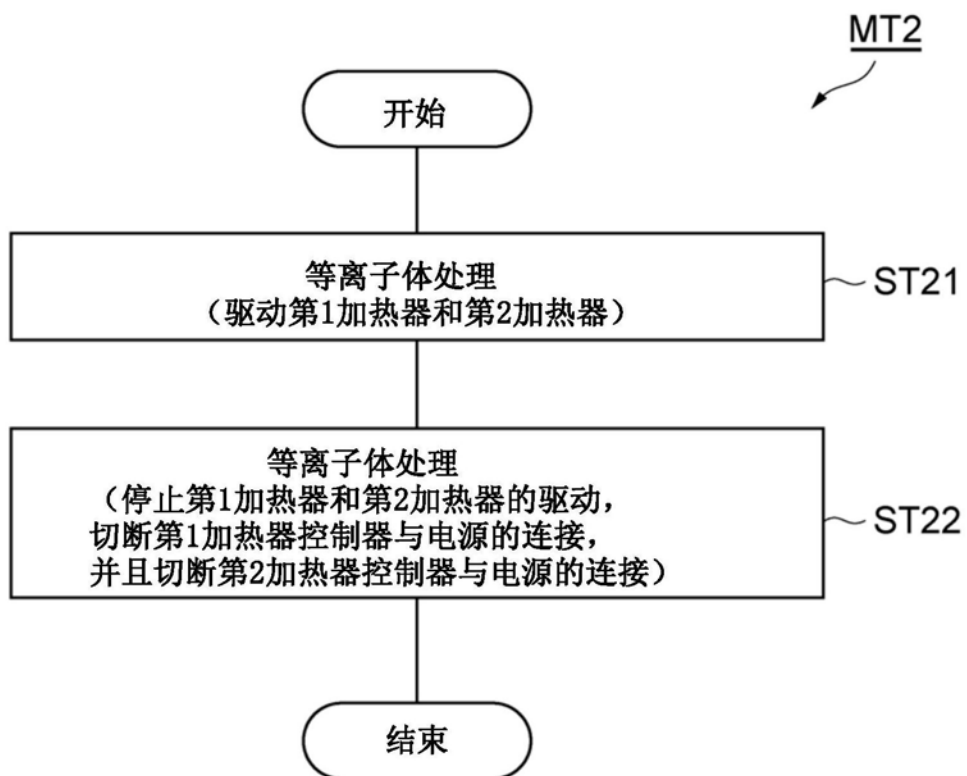 MT2
开始
等离子体处理
（驱动第1加热器和第2加热器）
ST21
等离子体处理
（停止第1加热器和第2加热器的驱动，
切断第1加热器控制器与电源的连接，
并且切断第2加热器控制器与电源的连接）
ST22
结束